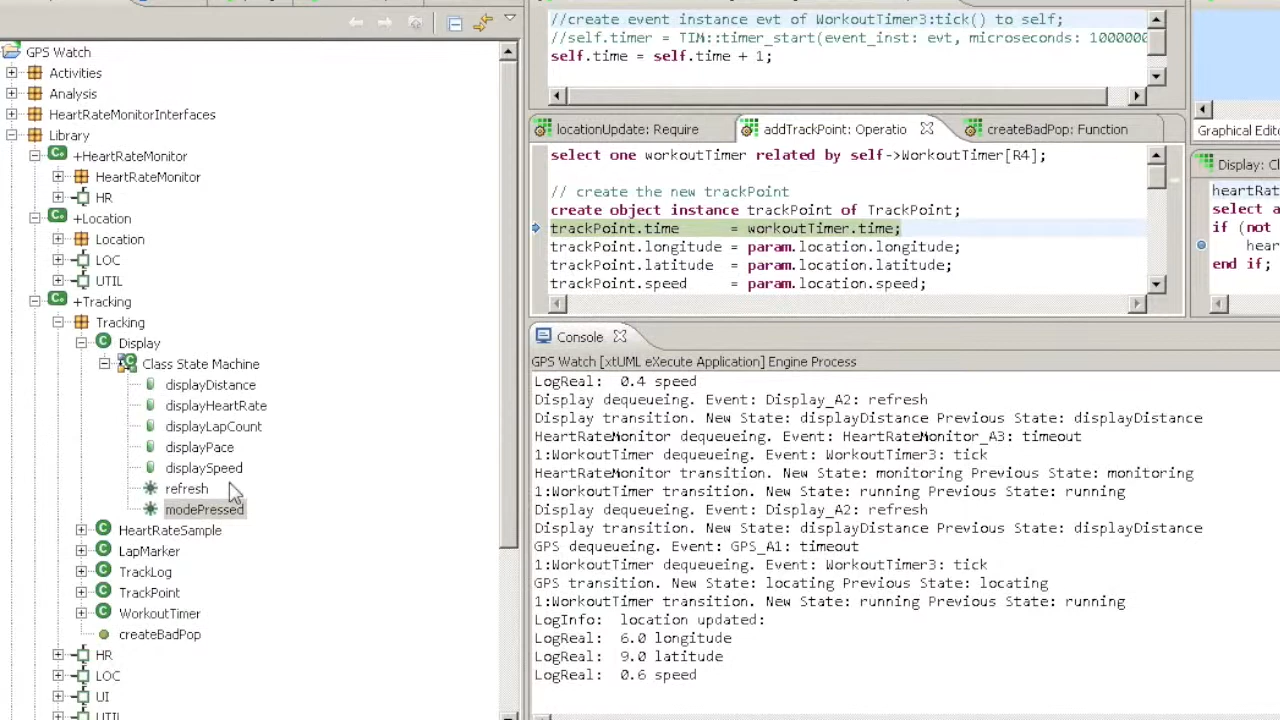 GPS Watch
Activities
Analysis
HeartRateMonitorInterfaces
Library
+HeartRateMonitor
HeartRateMonitor
HR
+Location
Location
LOC
UTIL
+Tracking
Tracking
Display
Class State Machine
displayDistance
displayHeartRate
displayLapCount
displayPace
displaySpeed
refresh
modePressed
HeartRateSample
LapMarker
TrackLog
TrackPoint
WorkoutTimer
createBadPop
HR
LOC
UI
UTIL
//create event instance evt of WorkoutTimer3:tick() to self;
//self.timer = TIM::timer_start(event_inst: evt, microseconds: 1000000
self.time = self.time + 1;
locationUpdate: Require
addTrackPoint: Operatio
createBadPop: Function
select one workoutTimer related by self->WorkoutTimer[R4];
// create the new trackPoint
create object instance trackPoint of TrackPoint;
trackPoint.time = workoutTimer.time;
trackPoint.longitude = param.location.longitude;
trackPoint.latitude = param.location.latitude;
trackPoint.speed = param.location.speed;
Graphical Edito
Display: Cl
heartRat
select a
if (not
hear
end if;
Console
GPS Watch [xtUML eXecute Application] Engine Process
LogReal: 0.4 speed
Display dequeueing. Event: Display_A2: refresh
Display transition. New State: displayDistance Previous State: displayDistance
HeartRateMonitor dequeueing. Event: HeartRateMonitor_A3: timeout
1:WorkoutTimer dequeueing. Event: WorkoutTimer3: tick
HeartRateMonitor transition. New State: monitoring Previous State: monitoring
1:WorkoutTimer transition. New State: running Previous State: running
Display dequeueing. Event: Display_A2: refresh
Display transition. New State: displayDistance Previous State: displayDistance
GPS dequeueing. Event: GPS_A1: timeout
1:WorkoutTimer dequeueing. Event: WorkoutTimer3: tick
GPS transition. New State: locating Previous State: locating
1:WorkoutTimer transition. New State: running Previous State: running
LogInfo: location updated:
LogReal: 6.0 longitude
LogReal: 9.0 latitude
LogReal: 0.6 speed